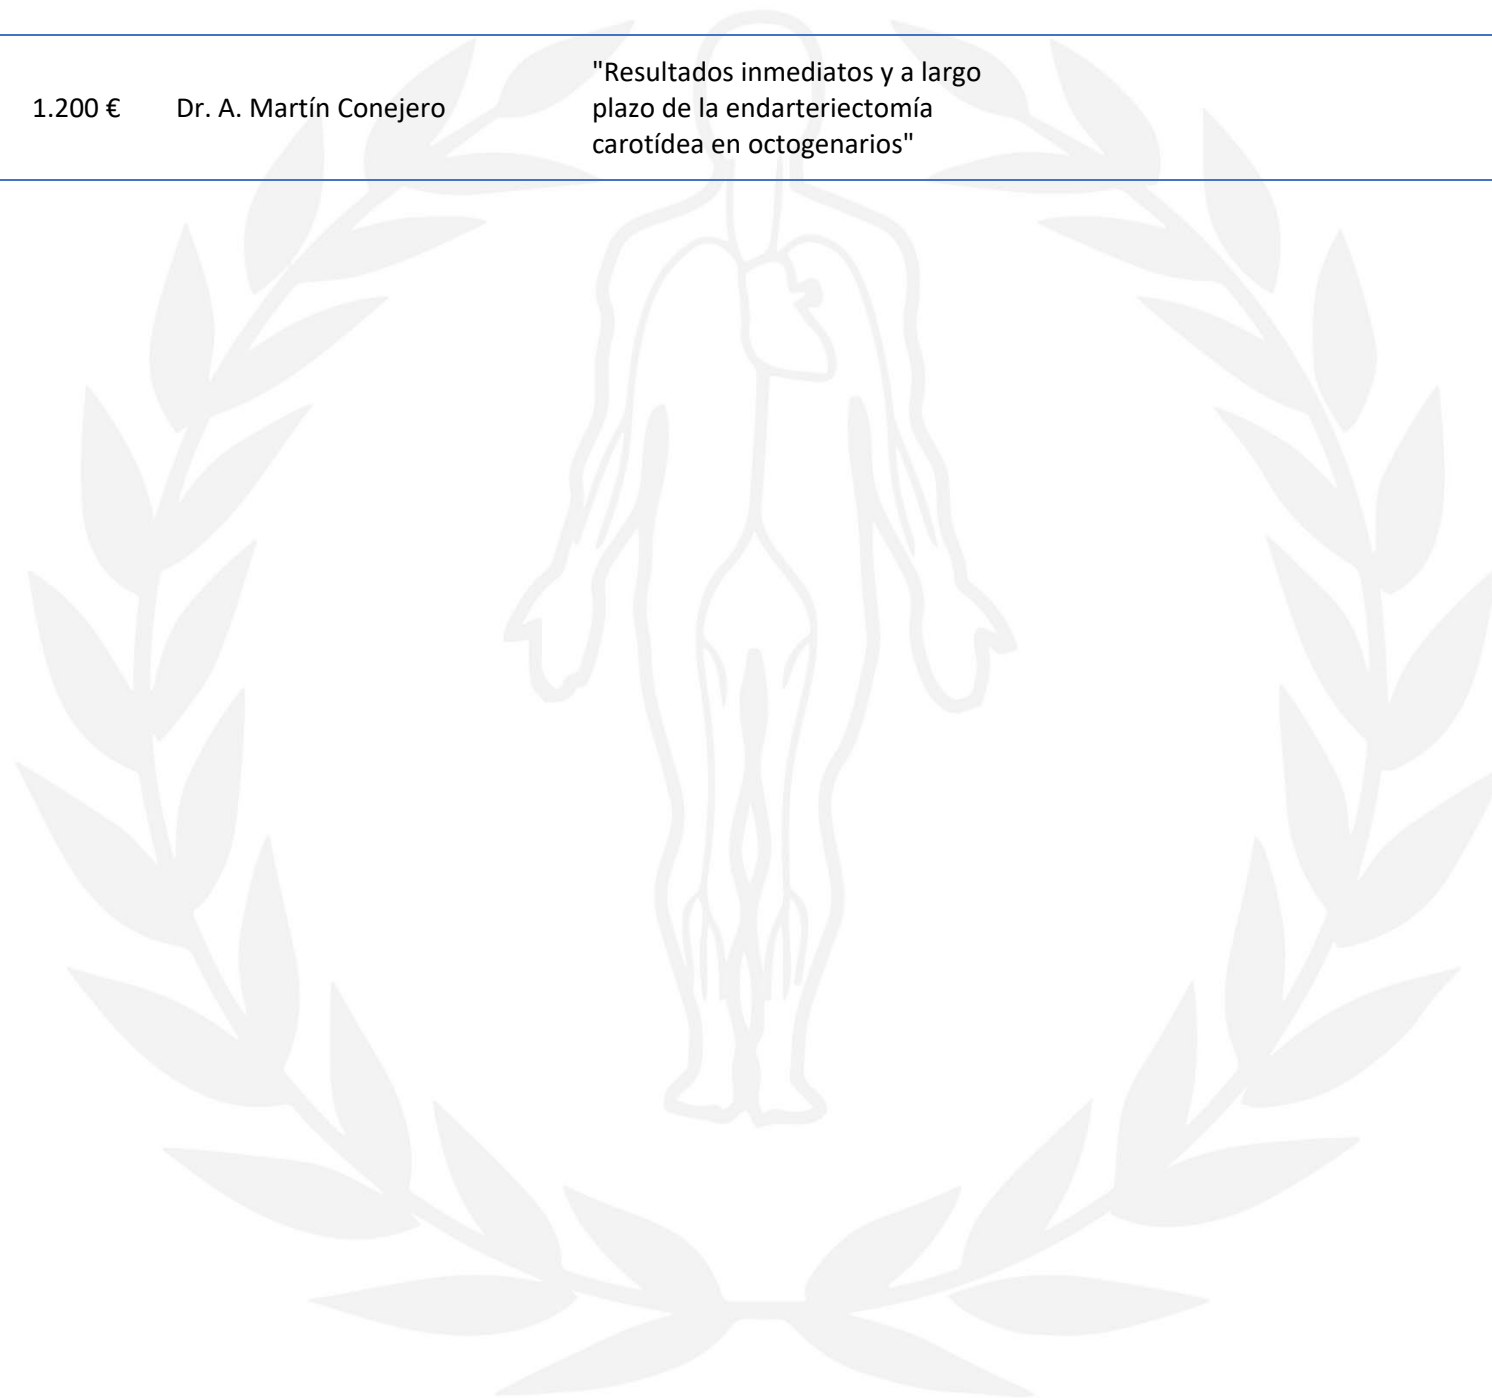 1.200 € Dr. A. Martín Conejero
"Resultados inmediatos y a largo
plazo de la endarteriectomía
carotídea en octogenarios"